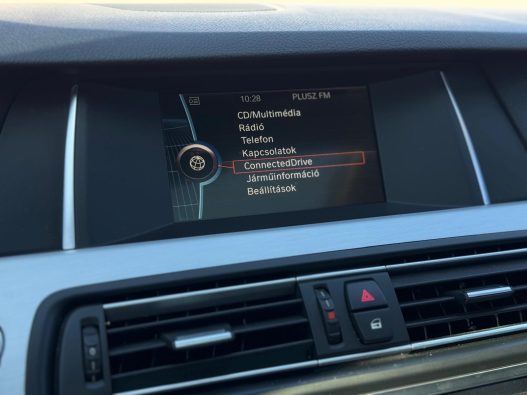 10:28 PLUSZ FM
CD/Multimédia
Rádió
Telefon
Kapcsolatok
ConnectedDrive
Járműinformáció
Beállítások